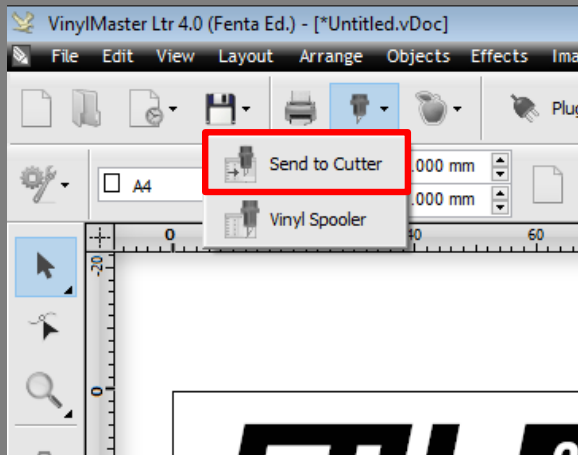 VinylMaster Ltr 4.0 (Fenta Ed.) - [*Untitled.vDoc]
File Edit View Layout Arrange Objects Effects
Send to Cutter
A4
.000 mm
.000 mm
Vinyl Spooler
0 40 60
-20
0